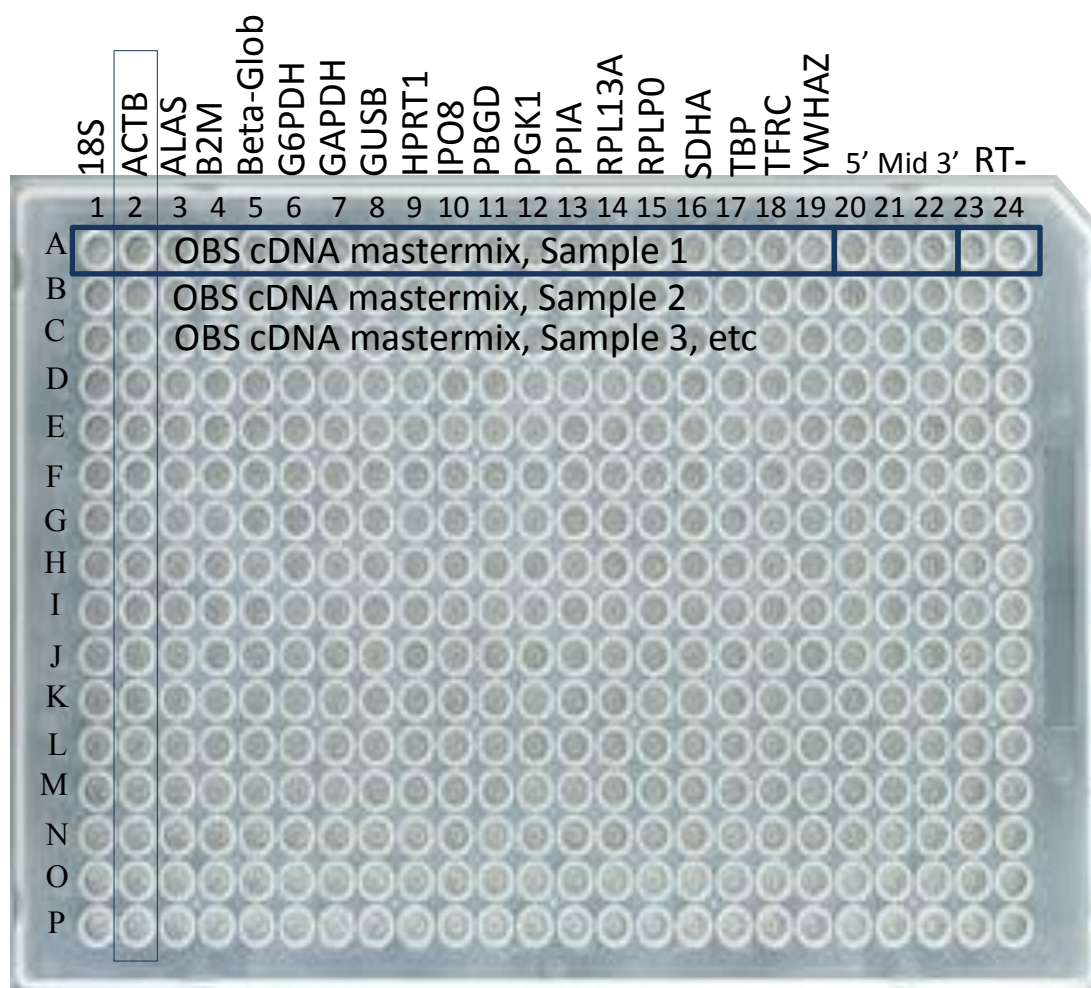 18S ACTB ALAS B2M Beta-Glob G6PDH GAPDH GUSB HPRT1 IPO8 PBGD PGK1 PPIA RPL13A RPLP0 SDHA TBP TFRC YWHAZ 5’ Mid 3’ RT-
1 2 3 4 5 6 7 8 9 10 11 12 13 14 15 16 17 18 19 20 21 22 23 24
A OBS cDNA mastermix, Sample 1
B OBS cDNA mastermix, Sample 2
C OBS cDNA mastermix, Sample 3, etc
D
E
F
G
H
I
J
K
L
M
N
O
P